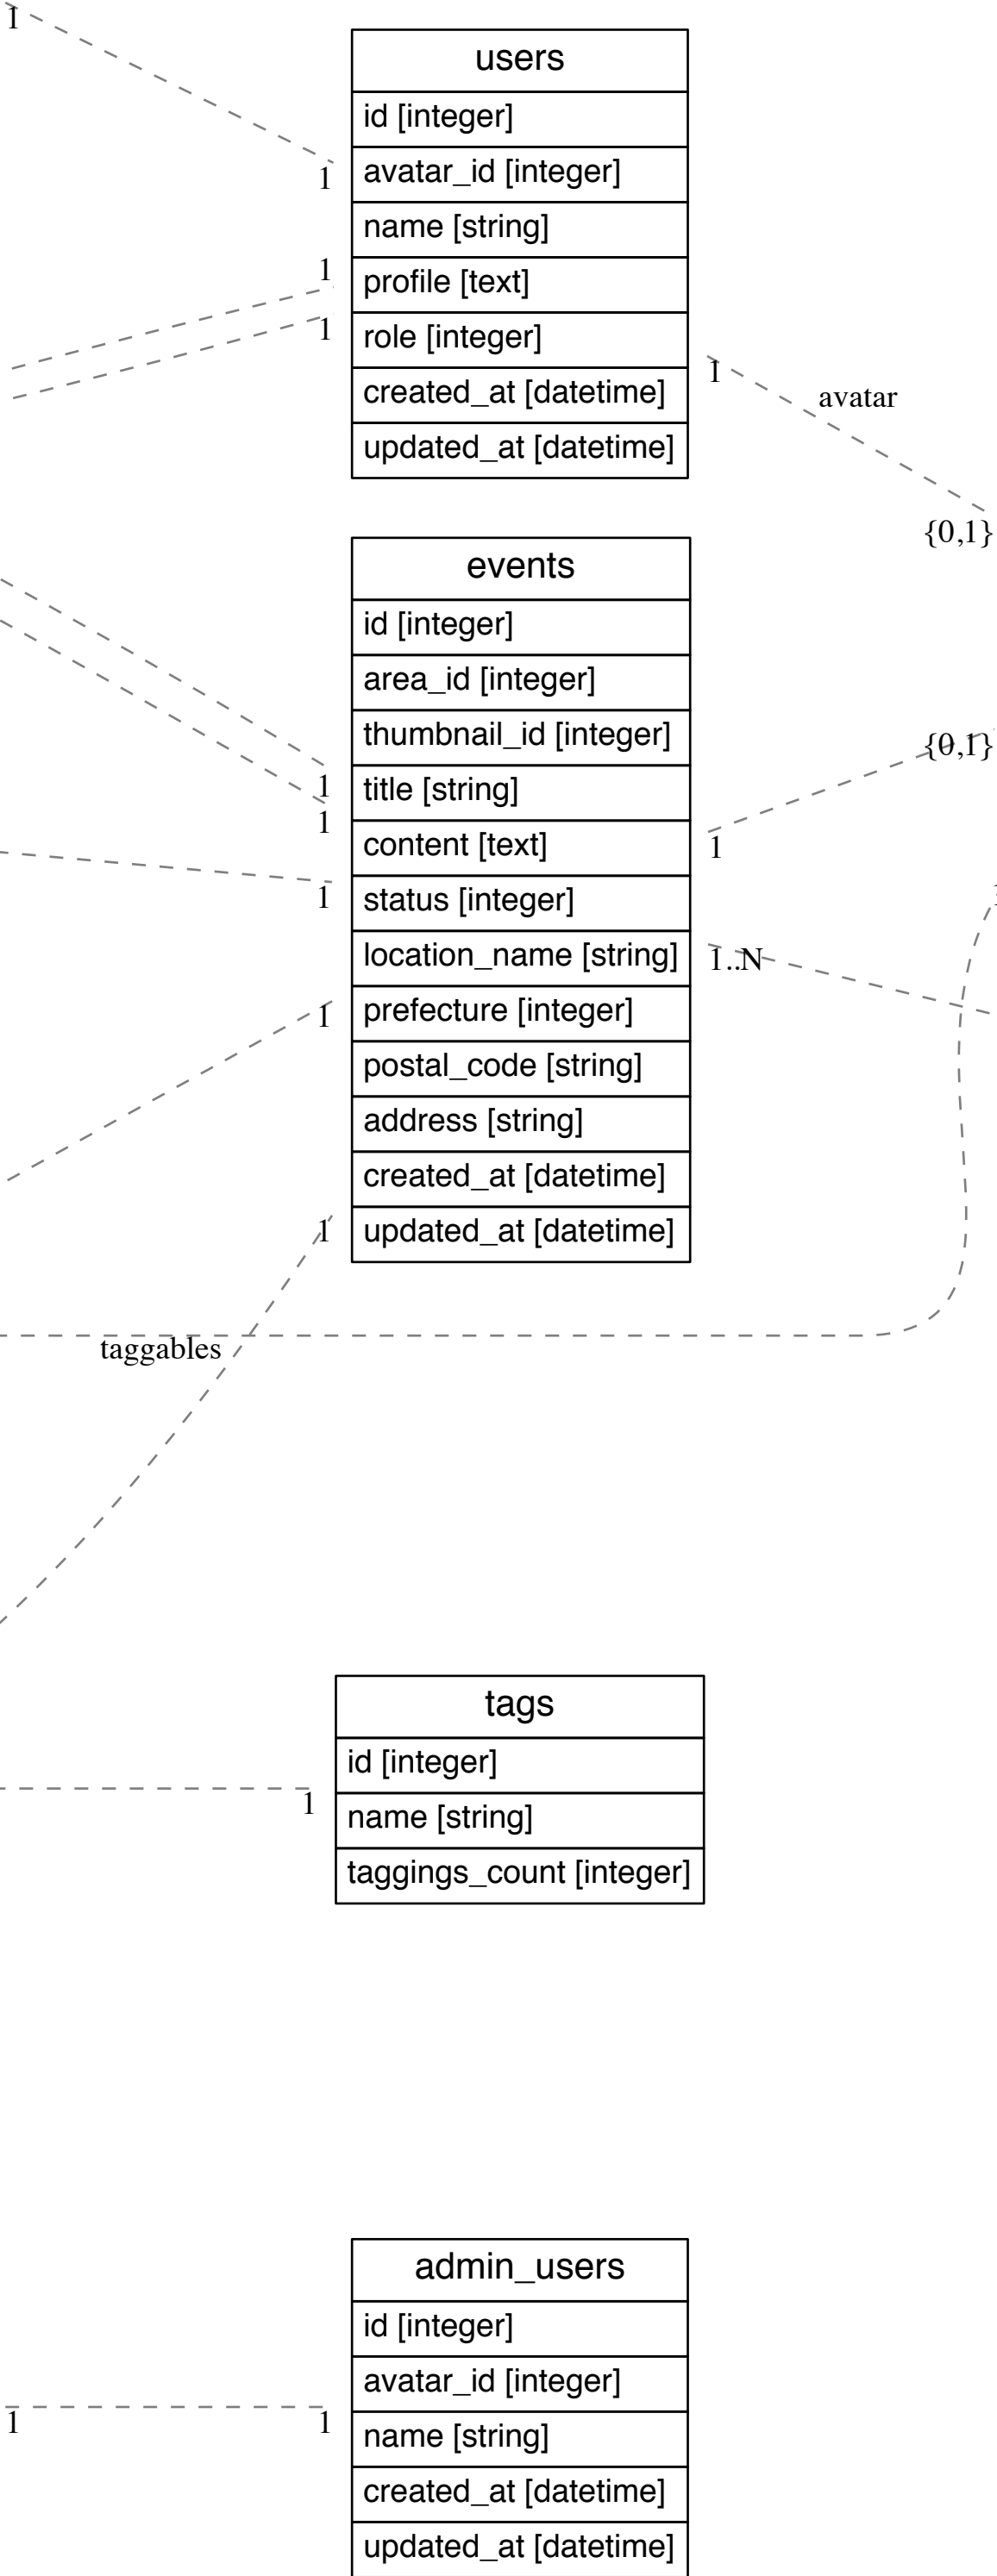 1
users
id [integer]
1
avatar_id [integer]
name [string]
1
profile [text]
1
role [integer]
1
created_at [datetime]
avatar
updated_at [datetime]
{0,1}
events
id [integer]
area_id [integer]
thumbnail_id [integer]
{0,1}
1
title [string]
1
content [text]
1
1
status [integer]
1
location_name [string]
1..N
1
prefecture [integer]
postal_code [string]
address [string]
created_at [datetime]
1
updated_at [datetime]
taggables
tags
id [integer]
1
name [string]
taggings_count [integer]
admin_users
id [integer]
avatar_id [integer]
1
1
name [string]
created_at [datetime]
updated_at [datetime]